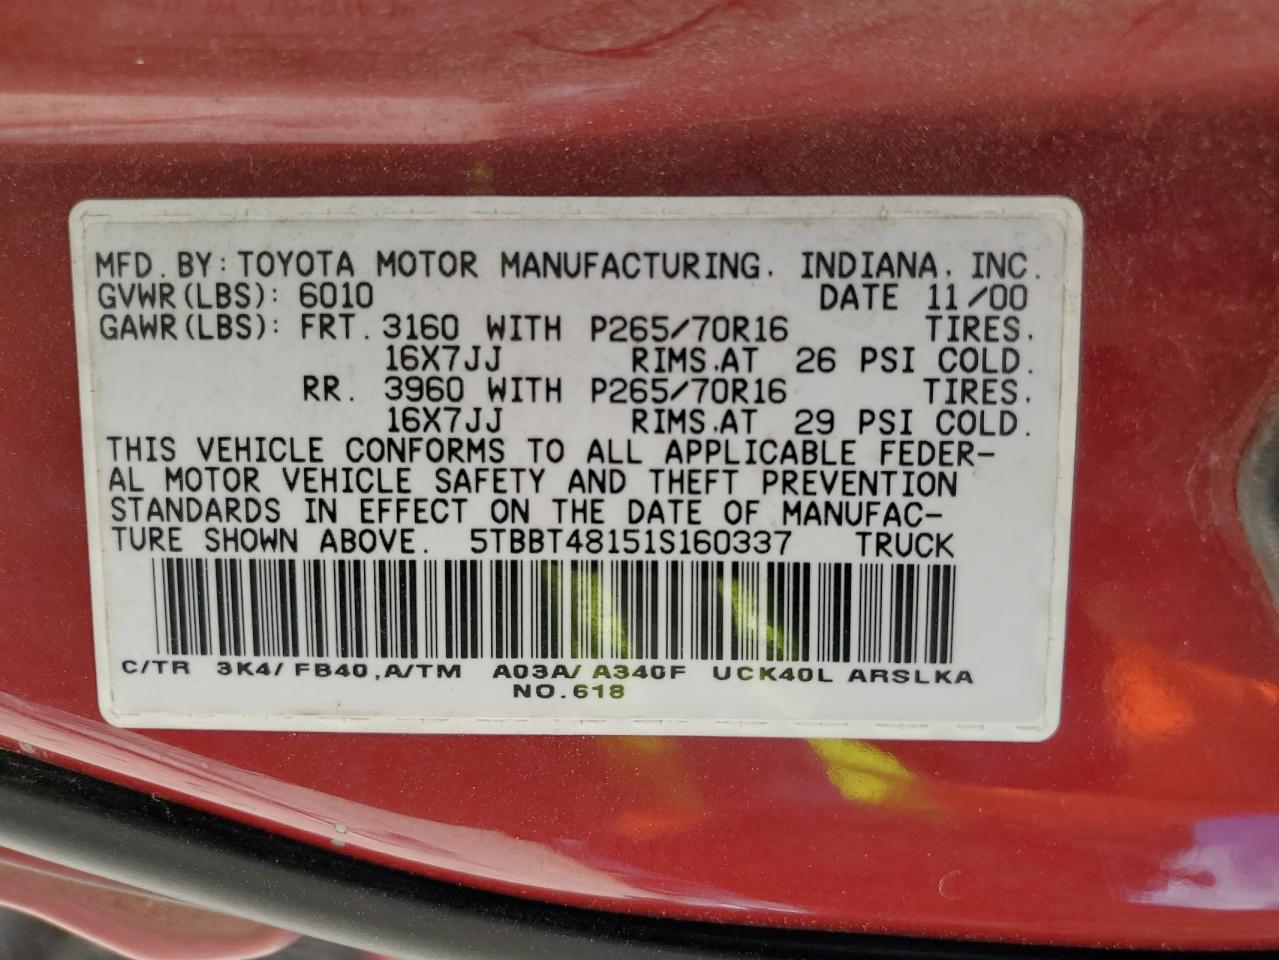 MFD. BY: TOYOTA MOTOR MANUFACTURING, INDIANA, INC.
GVWR(LBS): 6010 DATE 11/00
GAWR(LBS): FRT. 3160 WITH P265/70R16 TIRES,
16X7JJ RIMS,AT 26 PSI COLD.
RR. 3960 WITH P265/70R16 TIRES,
16X7JJ RIMS,AT 29 PSI COLD.
THIS VEHICLE CONFORMS TO ALL APPLICABLE FEDER-
AL MOTOR VEHICLE SAFETY AND THEFT PREVENTION
STANDARDS IN EFFECT ON THE DATE OF MANUFAC-
TURE SHOWN ABOVE. 5TBBT48151S160337 TRUCK
C/TR 3K4/ FB40,A/TM A03A/ A340F UCK40L ARSLKA
NO.618